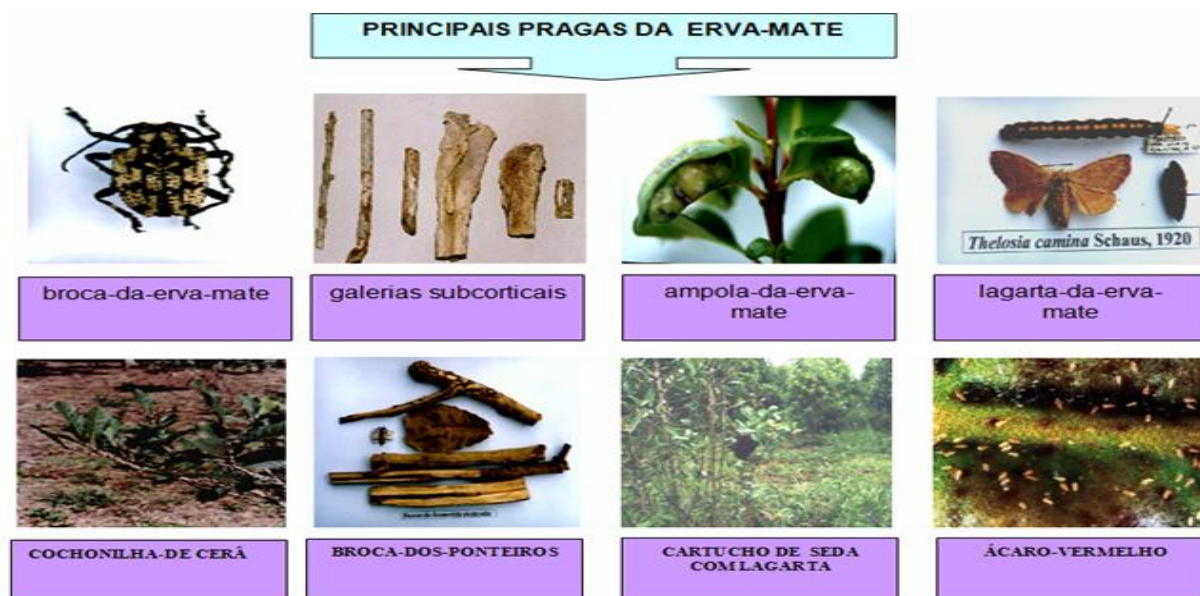 PRINCIPAIS PRAGAS DA ERVA-MATE
Thelosia camina Schaus, 1920
broca-da-erva-mate
galerias subcorticais
ampola-da-erva-
mate
lagarta-da-erva-
mate
COCHONILHA-DE CERÂ
BROCA-DOS-PONTEIROS
CARTUCHO DE SEDA
COM LAGARTA
ÁCARO-VERMELHO